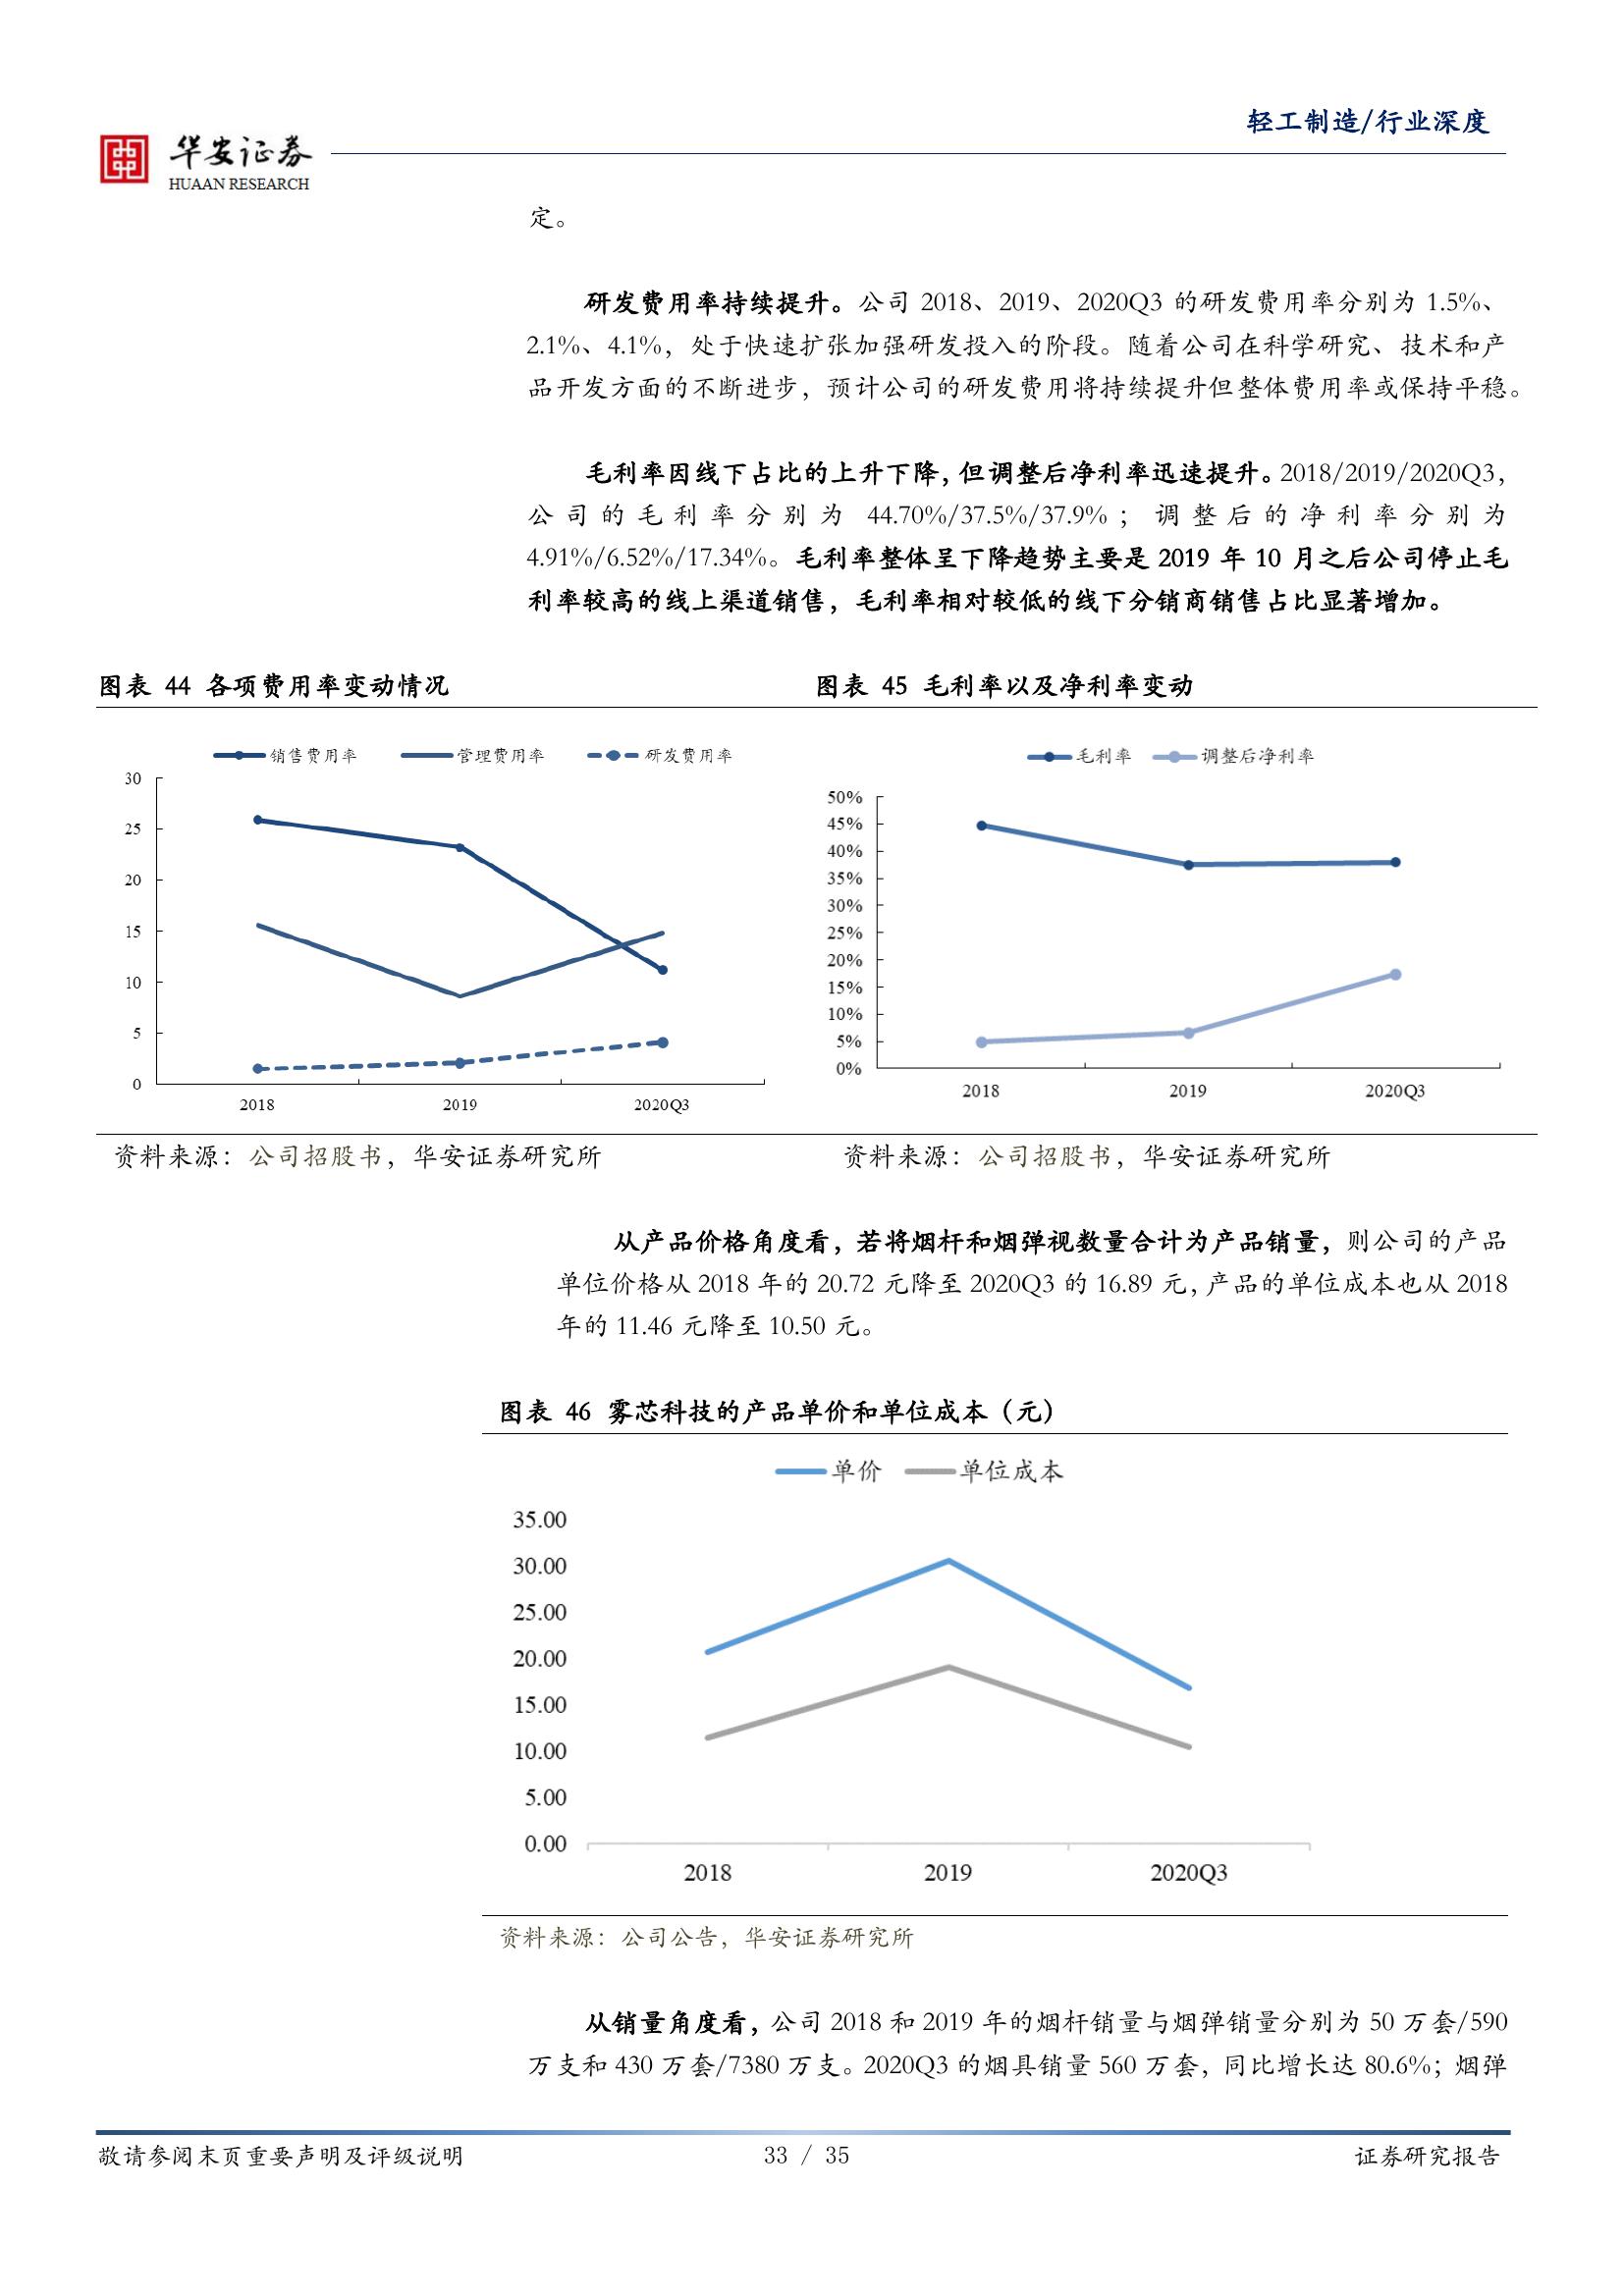 轻工制造/行业深度
华安证券
HUAAN RESEARCH
定。
研发费用率持续提升。公司 2018、2019、2020Q3 的研发费用率分别为 1.5%、
2.1%、4.1%，处于快速扩张加强研发投入的阶段。随着公司在科学研究、技术和产
品开发方面的不断进步，预计公司的研发费用将持续提升但整体费用率或保持平稳。
毛利率因线下占比的上升下降，但调整后净利率迅速提升。2018/2019/2020Q3，
公司的毛利率分别为 44.70%/37.5%/37.9%；调整后的净利率分别为
4.91%/6.52%/17.34%。毛利率整体呈下降趋势主要是 2019 年 10 月之后公司停止毛
利率较高的线上渠道销售，毛利率相对较低的线下分销商销售占比显著增加。
图表 44 各项费用率变动情况
销售费用率 管理费用率 研发费用率
30
25
20
15
10
5
0
2018 2019 2020Q3
资料来源：公司招股书，华安证券研究所
图表 45 毛利率以及净利率变动
毛利率 调整后净利率
50%
45%
40%
35%
30%
25%
20%
15%
10%
5%
0%
2018 2019 2020Q3
资料来源：公司招股书，华安证券研究所
从产品价格角度看，若将烟杆和烟弹视数量合计为产品销量，则公司的产品
单位价格从 2018 年的 20.72 元降至 2020Q3 的 16.89 元，产品的单位成本也从 2018
年的 11.46 元降至 10.50 元。
图表 46 雾芯科技的产品单价和单位成本（元）
单价 单位成本
35.00
30.00
25.00
20.00
15.00
10.00
5.00
0.00
2018 2019 2020Q3
资料来源：公司公告，华安证券研究所
从销量角度看，公司 2018 和 2019 年的烟杆销量与烟弹销量分别为 50 万套/590
万支和 430 万套/7380 万支。2020Q3 的烟具销量 560 万套，同比增长达 80.6%；烟弹
敬请参阅末页重要声明及评级说明 33 / 35 证券研究报告